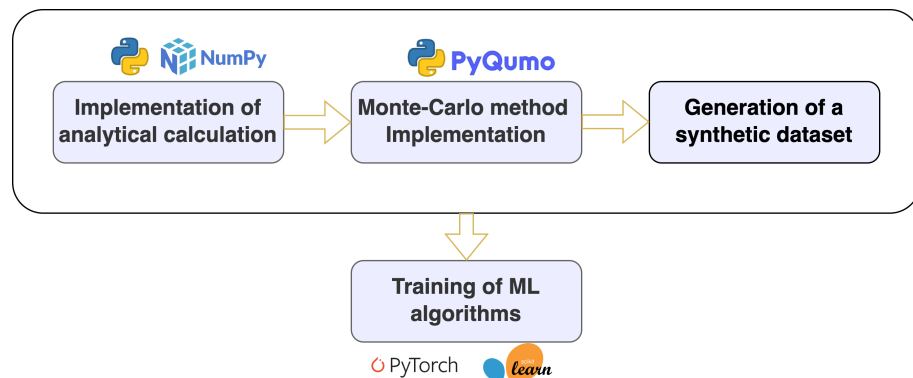 NumPy
PyQumo
Implementation of
analytical calculation
Monte-Carlo method
Implementation
Generation of a
synthetic dataset
Training of ML
algorithms
PyTorch
learn